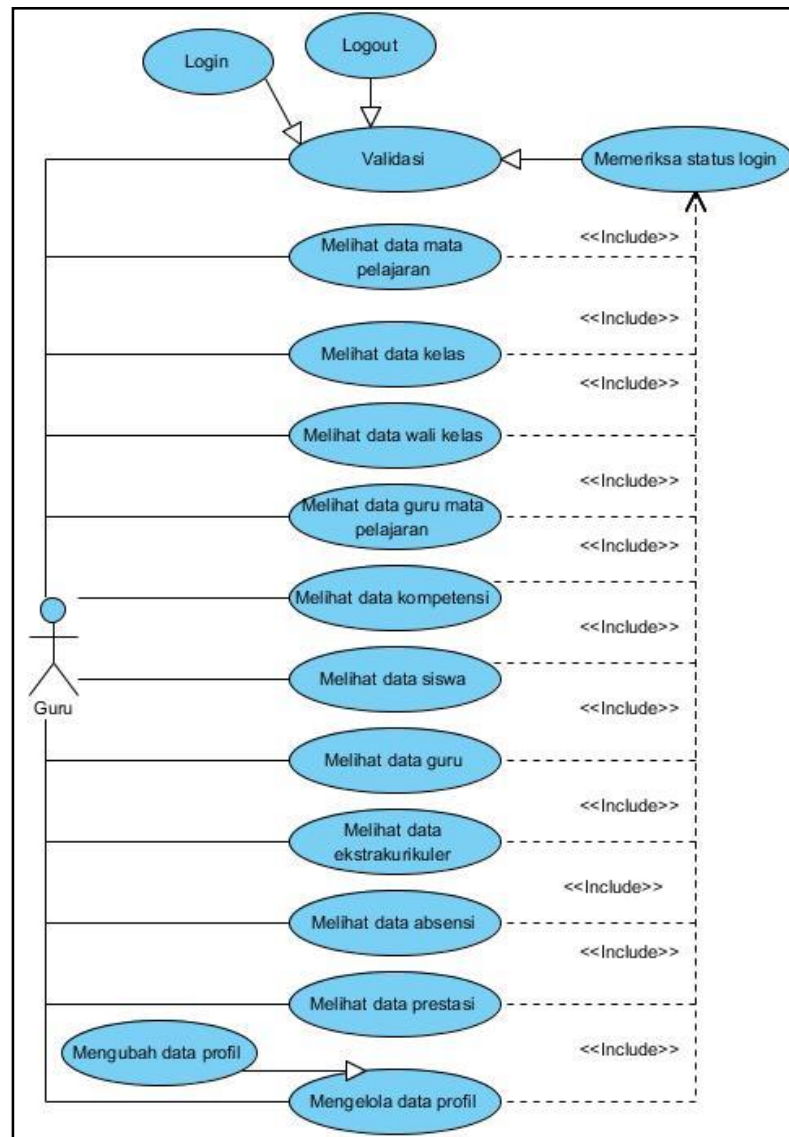 Logout
Login
Validasi
Memeriksa status login
<<Include>>
Melihat data mata
pelajaran
<<Include>>
Melihat data kelas
<<Include>>
Melihat data wali kelas
<<Include>>
Melihat data guru mata
pelajaran
<<Include>>
Melihat data kompetensi
<<Include>>
Melihat data siswa
Guru
<<Include>>
Melihat data guru
<<Include>>
Melihat data
ekstrakurikuler
<<Include>>
Melihat data absensi
<<Include>>
Melihat data prestasi
Mengubah data profil
<<Include>>
Mengelola data profil